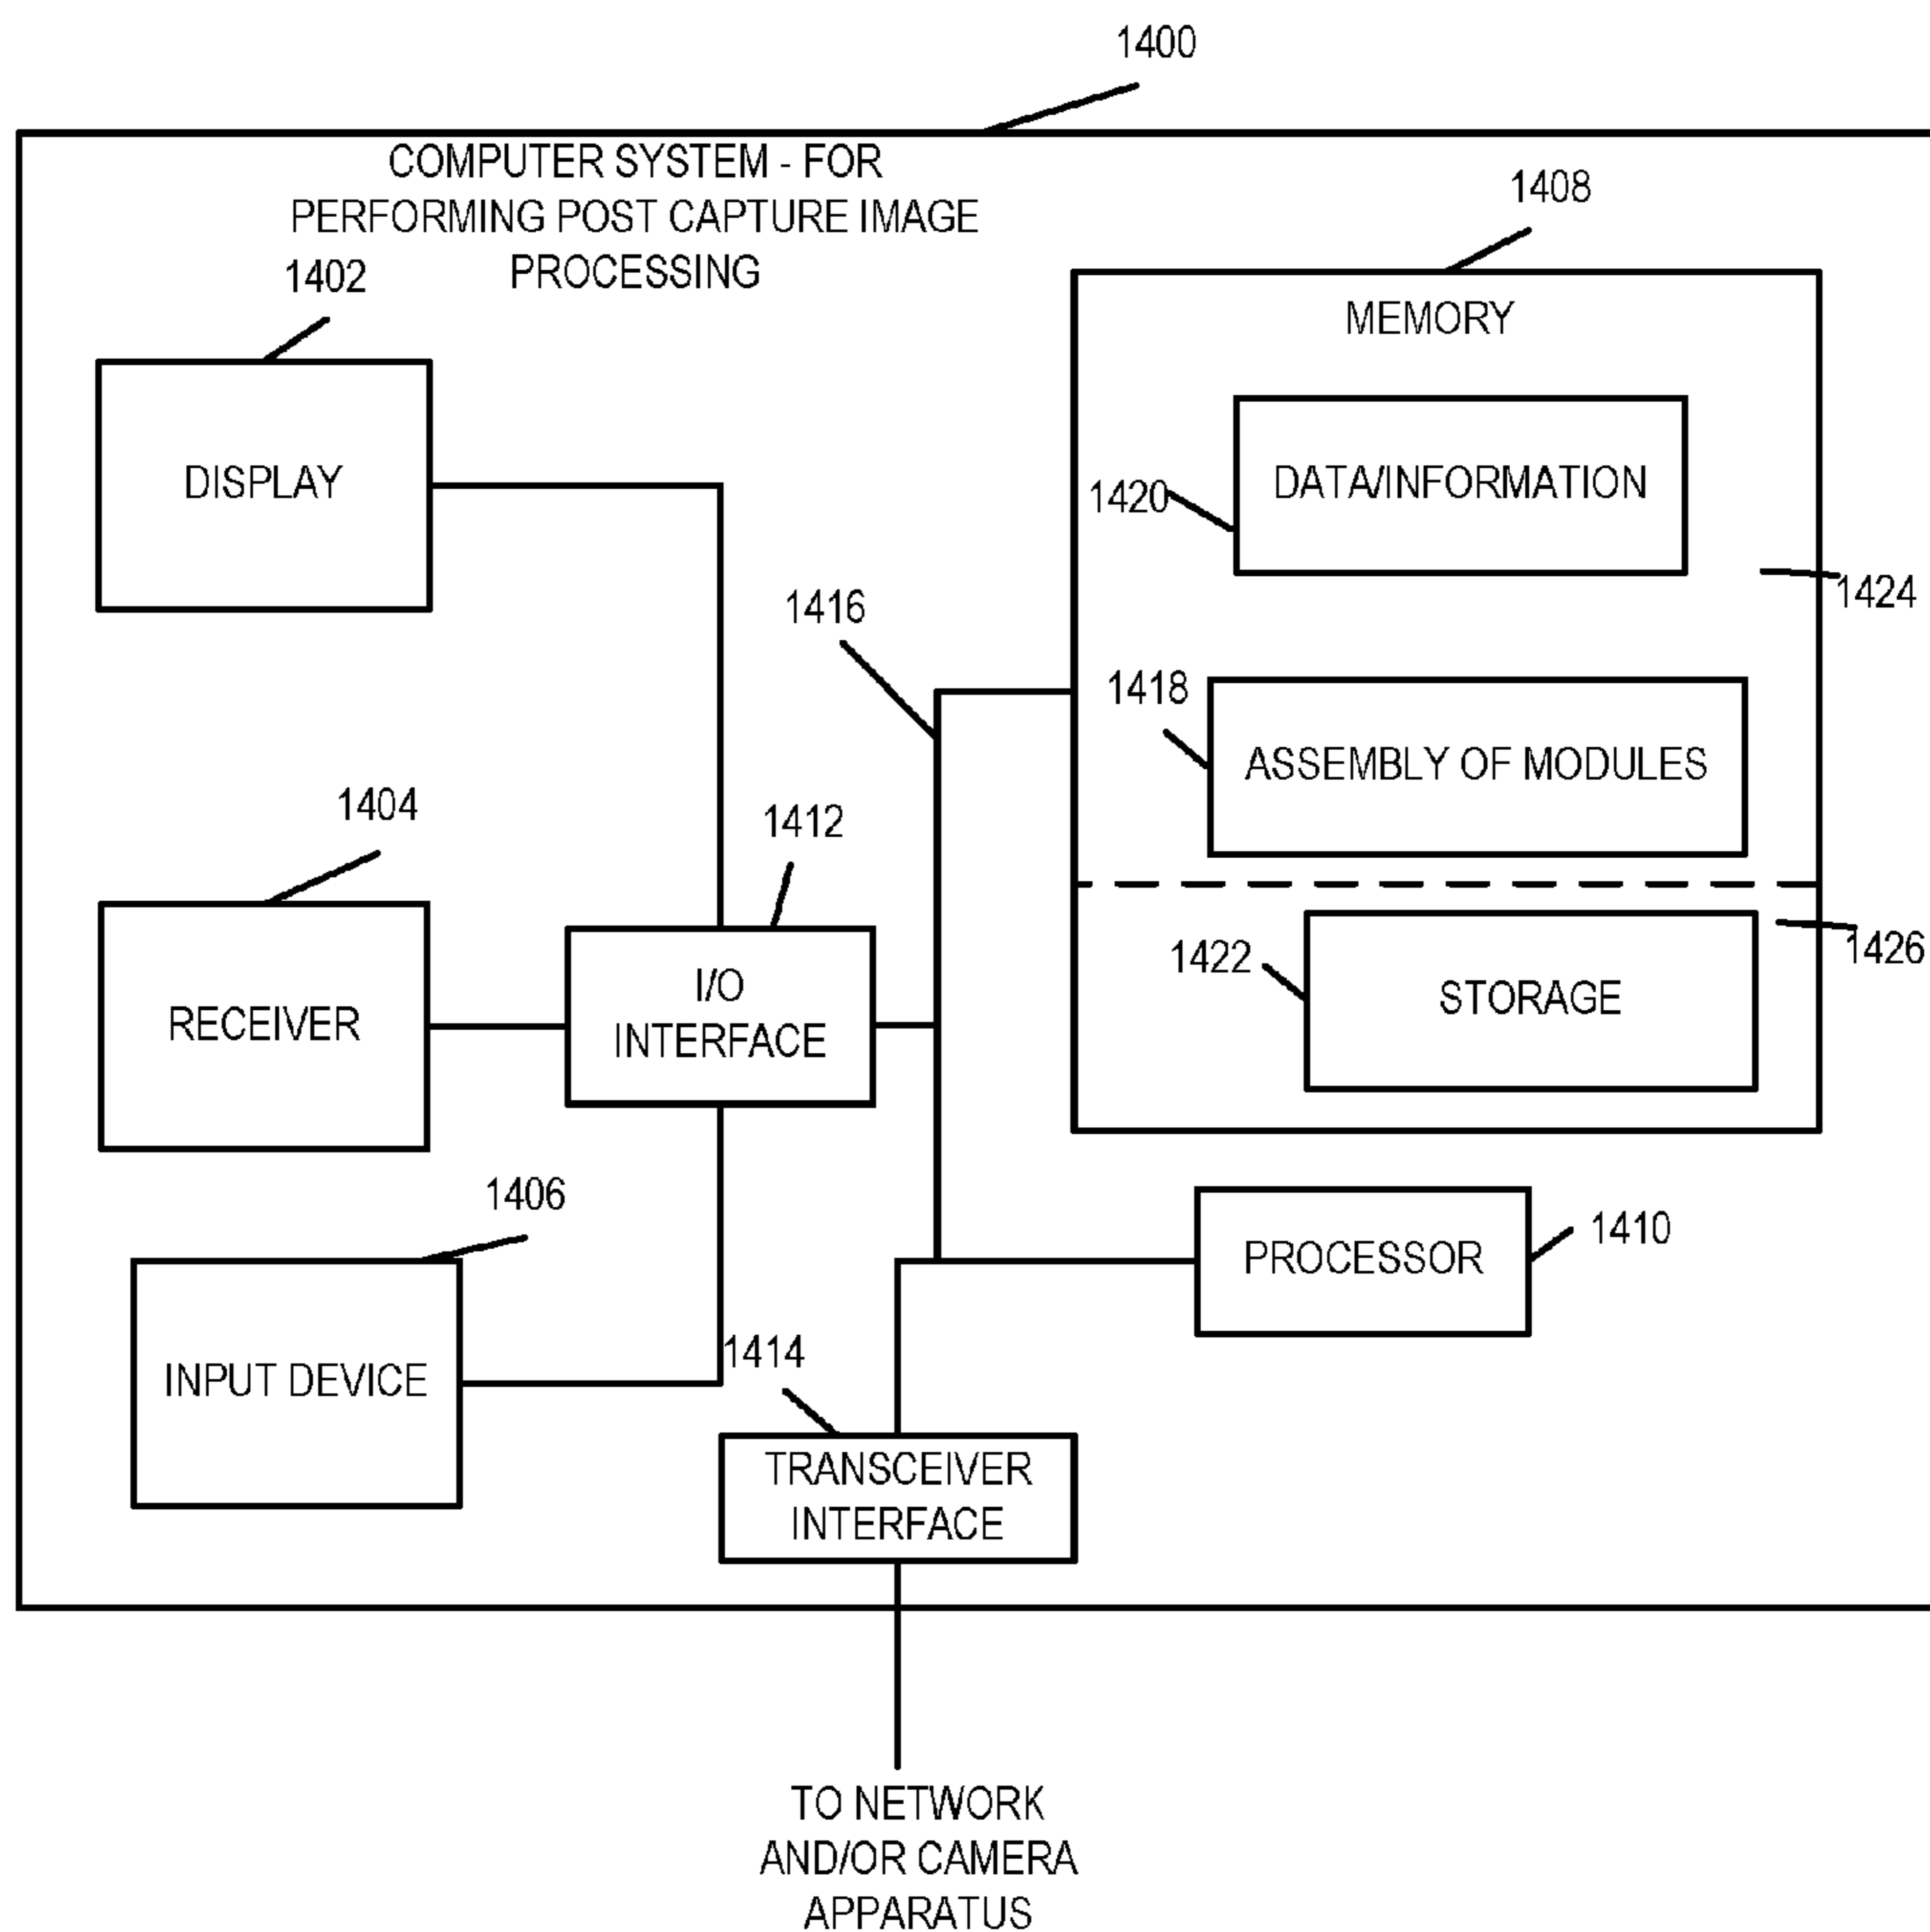 1400
COMPUTER SYSTEM - FOR
PERFORMING POST CAPTURE IMAGE
PROCESSING
1402
1408
MEMORY
DISPLAY
DATA/INFORMATION
1420
1424
1416
1418
ASSEMBLY OF MODULES
1404
1412
RECEIVER
I/O
INTERFACE
1422
STORAGE
1426
1406
INPUT DEVICE
PROCESSOR
1410
1414
TRANSCEIVER
INTERFACE
TO NETWORK
AND/OR CAMERA
APPARATUS